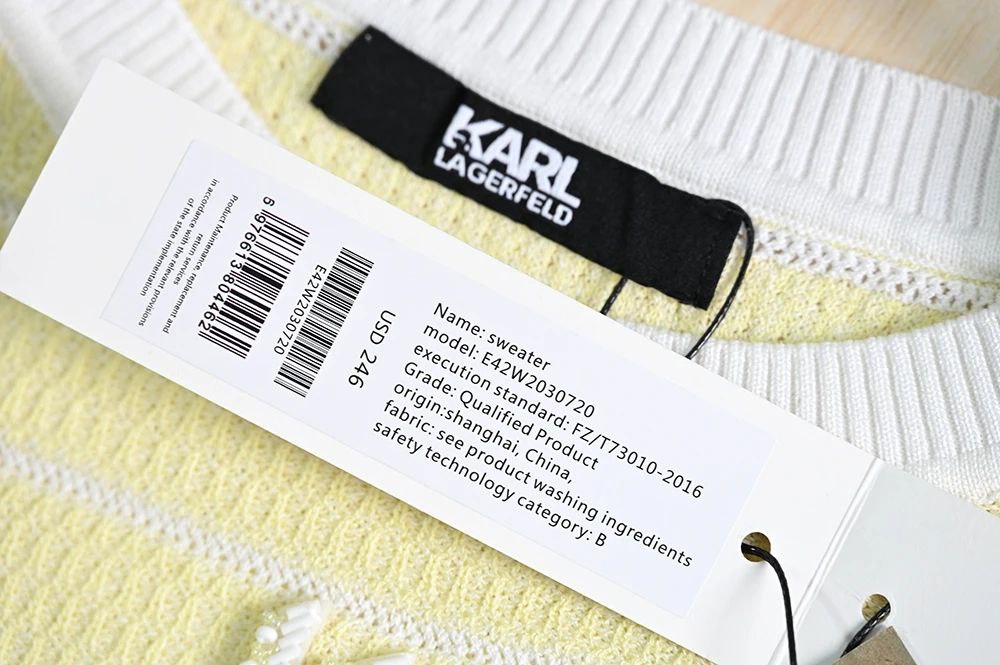 KARL
LAGERFELD
Name: sweater
model: E42W2030720
execution standard: FZ/T73010-2016
Grade: Qualified Product
origin:shanghai, China,
fabric: see product washing ingredients
safety technology category: B
USD 246
E42W2030720
6 976613 804462
Product Maintenance,replacement and
return services
in accordance with the relevant provisions
of the state implementation